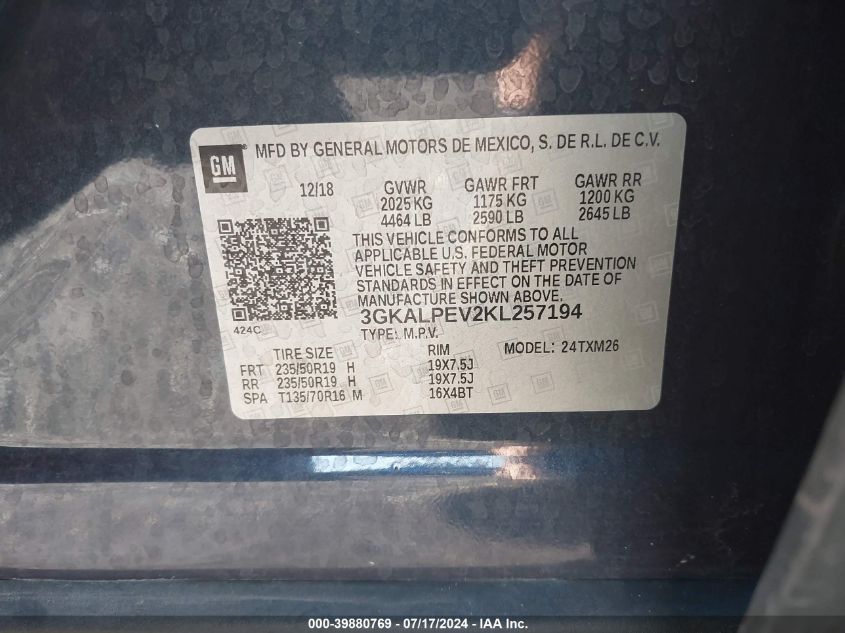 GM MFD BY GENERAL MOTORS DE MEXICO, S. DE R.L. DE C.V.
12/18 GVWR GAWR FRT GAWR RR
2025 KG 1175 KG 1200 KG
4464 LB 2590 LB 2645 LB
THIS VEHICLE CONFORMS TO ALL
APPLICABLE U.S. FEDERAL MOTOR
VEHICLE SAFETY AND THEFT PREVENTION
STANDARDS IN EFFECT ON THE DATE OF
MANUFACTURE SHOWN ABOVE.
424C 3GKALPEV2KL257194
TYPE: M.P.V.
TIRE SIZE RIM MODEL: 24TXM26
FRT 235/50R19 H 19X7.5J
RR 235/50R19 H 19X7.5J
SPA T135/70R16 M 16X4BT
000-39880769 / 07/17/2024 - IAA Inc.